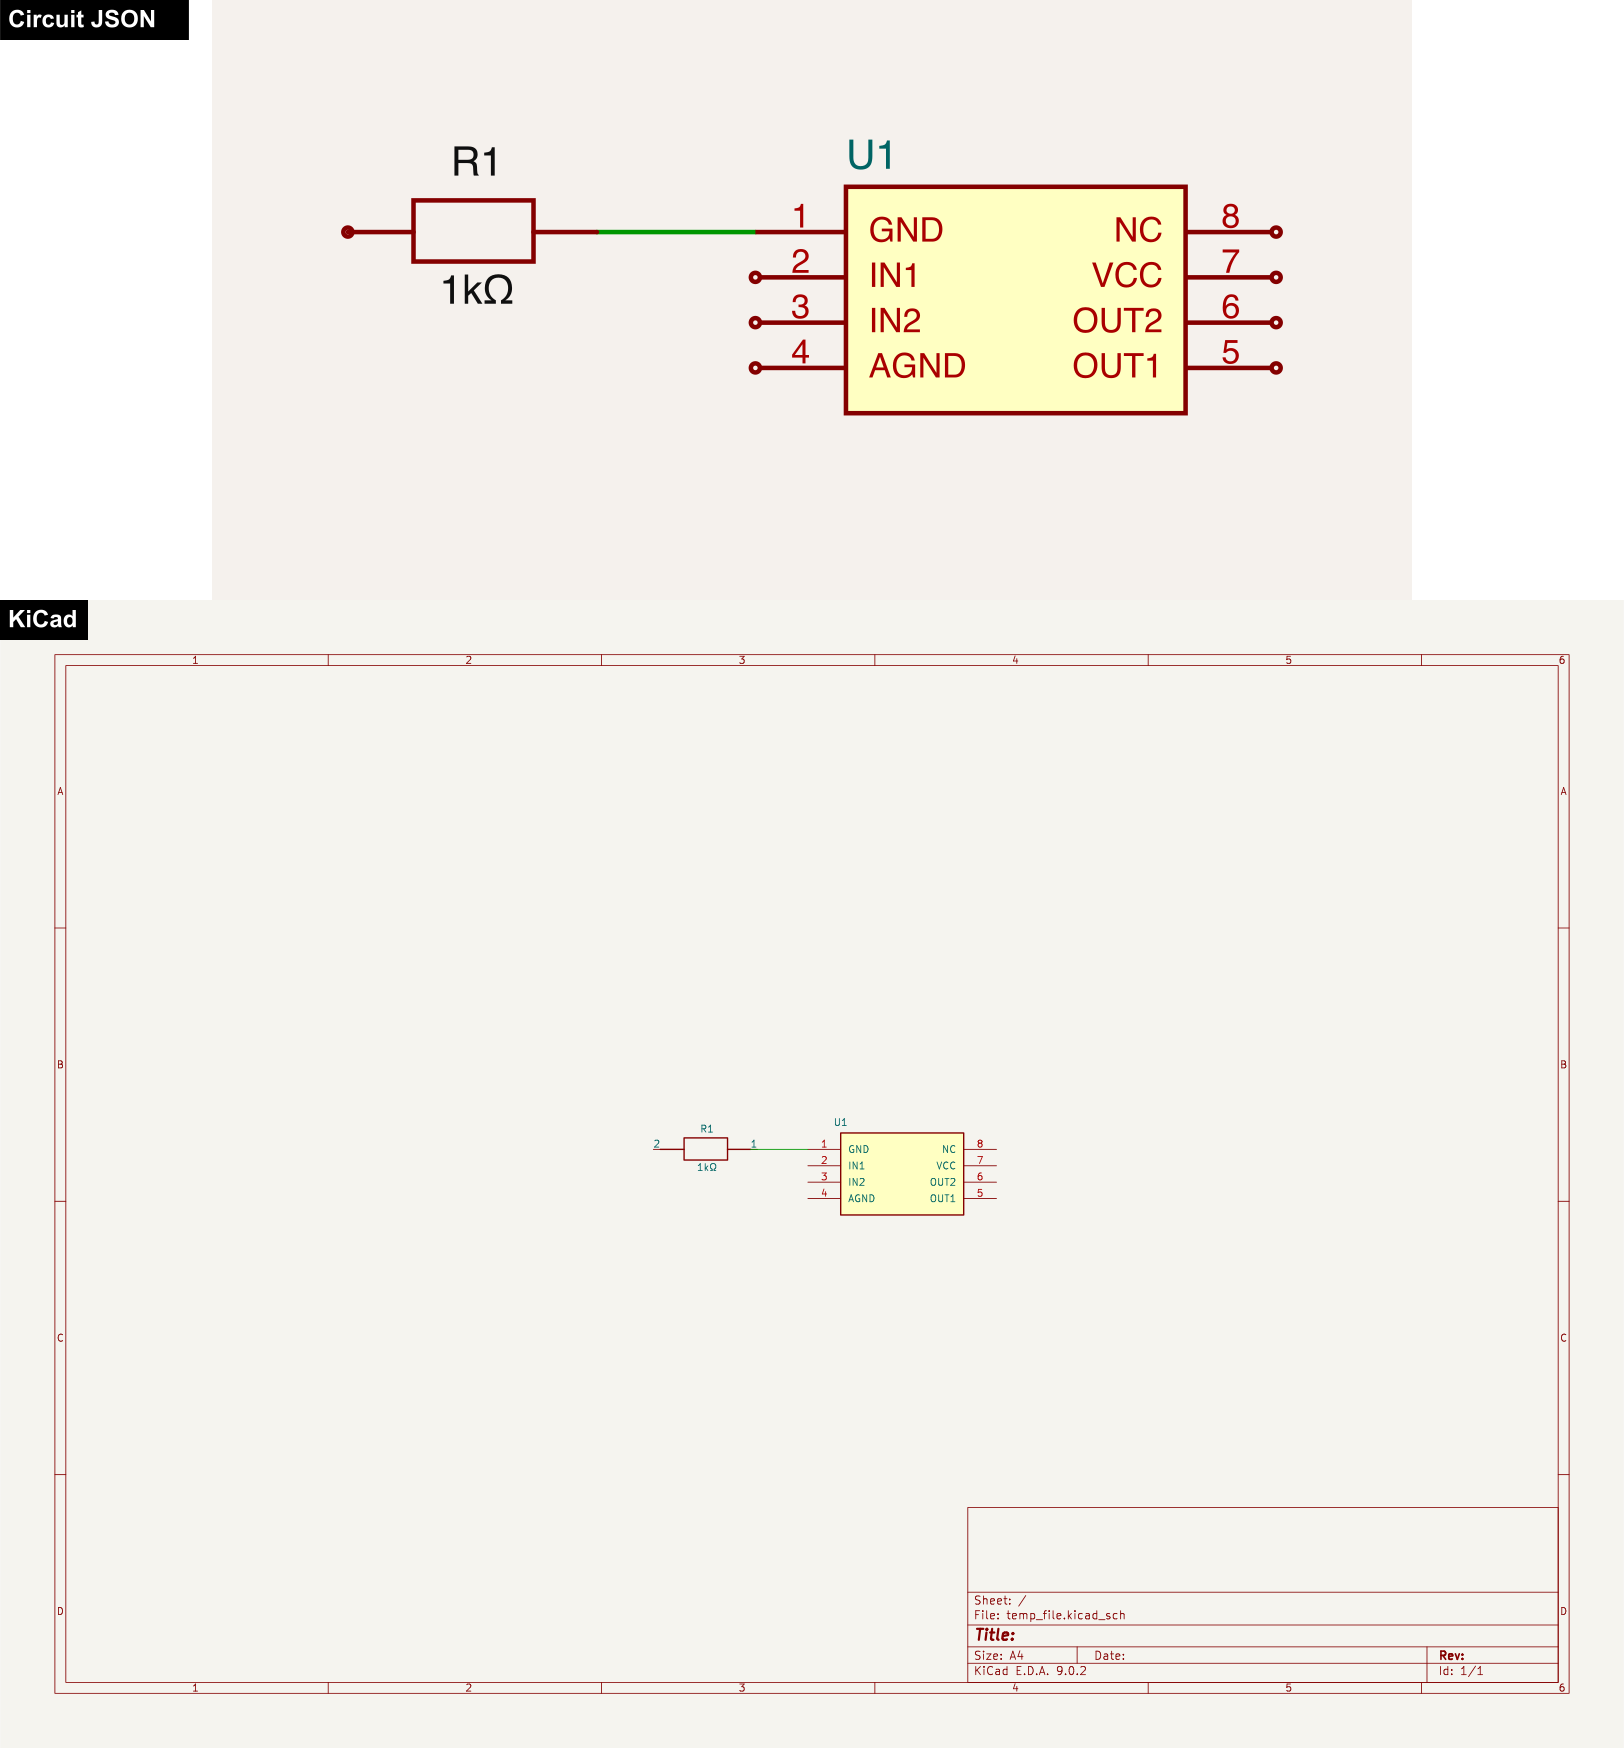 Circuit JSON
R1
1kΩ
U1
1 GND NC 8
2 IN1 VCC 7
3 IN2 OUT2 6
4 AGND OUT1 5
KiCad
1 2 3 4 5 6
A A
B B
R1
2 1
1kΩ
U1
1 GND NC 8
2 IN1 VCC 7
3 IN2 OUT2 6
4 AGND OUT1 5
C C
D D
Sheet: /
File: temp_file.kicad_sch
Title:
Size: A4 Date: Rev:
KiCad E.D.A. 9.0.2 Id: 1/1
1 2 3 4 5 6